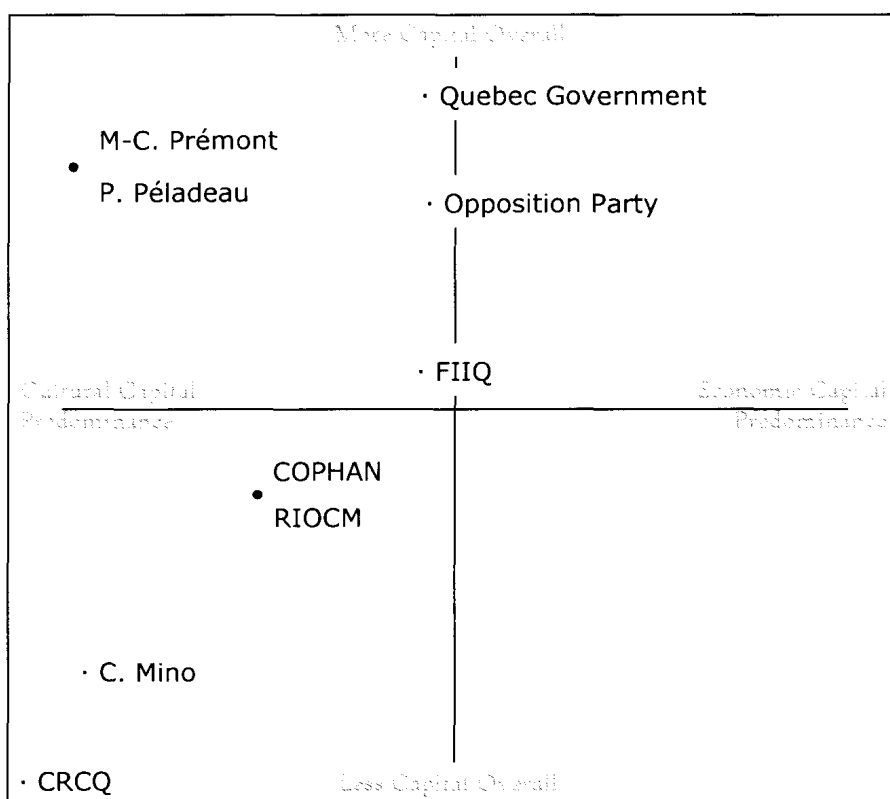 More Capital Overall
Quebec Government
M-C. Prémont
P. Péladeau
Opposition Party
FIIQ
Cultural Capital
Predominance
Economic Capital
Predominance
COPHAN
RIOCM
C. Mino
CRCQ
Less Capital Overall